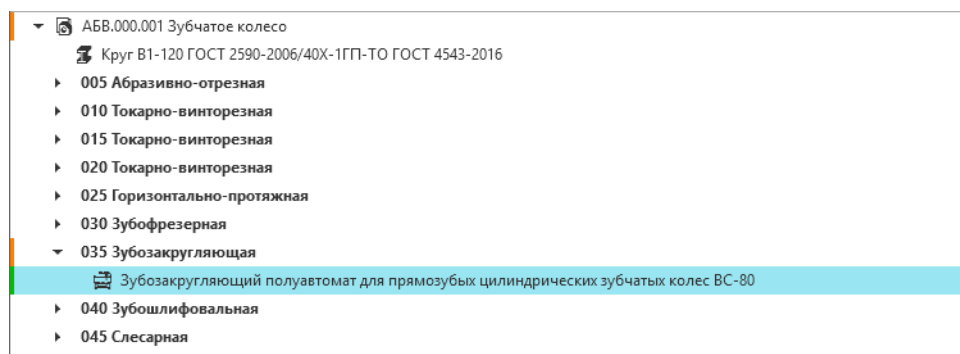 АБВ.000.001 Зубчатое колесо
Круг В1-120 ГОСТ 2590-2006/40Х-1ГП-ТО ГОСТ 4543-2016
005 Абразивно-отрезная
010 Токарно-винторезная
015 Токарно-винторезная
020 Токарно-винторезная
025 Горизонтально-протяжная
030 Зубофрезерная
035 Зубозакругляющая
Зубозакругляющий полуавтомат для прямозубых цилиндрических зубчатых колес ВС-80
040 Зубошлифовальная
045 Слесарная